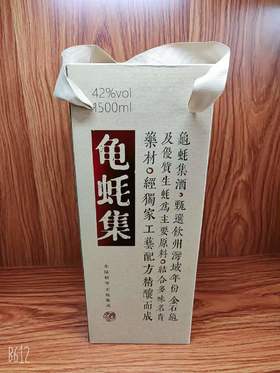 42%vol
1500ml
龟蚝集
龜蚝集酒，甄選欽州灣域年份金石龜
及優質生蚝爲主要原料。結合多味名貴
藥材。經獨家工藝配方精釀而成
B612